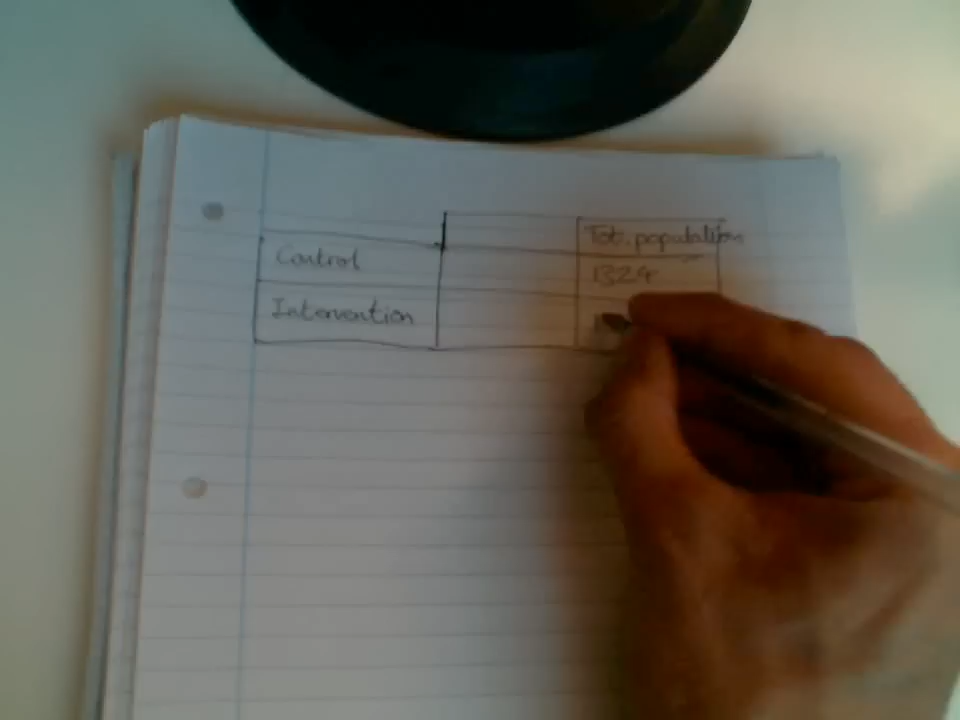 Tot. population
Control 1324
Intervention